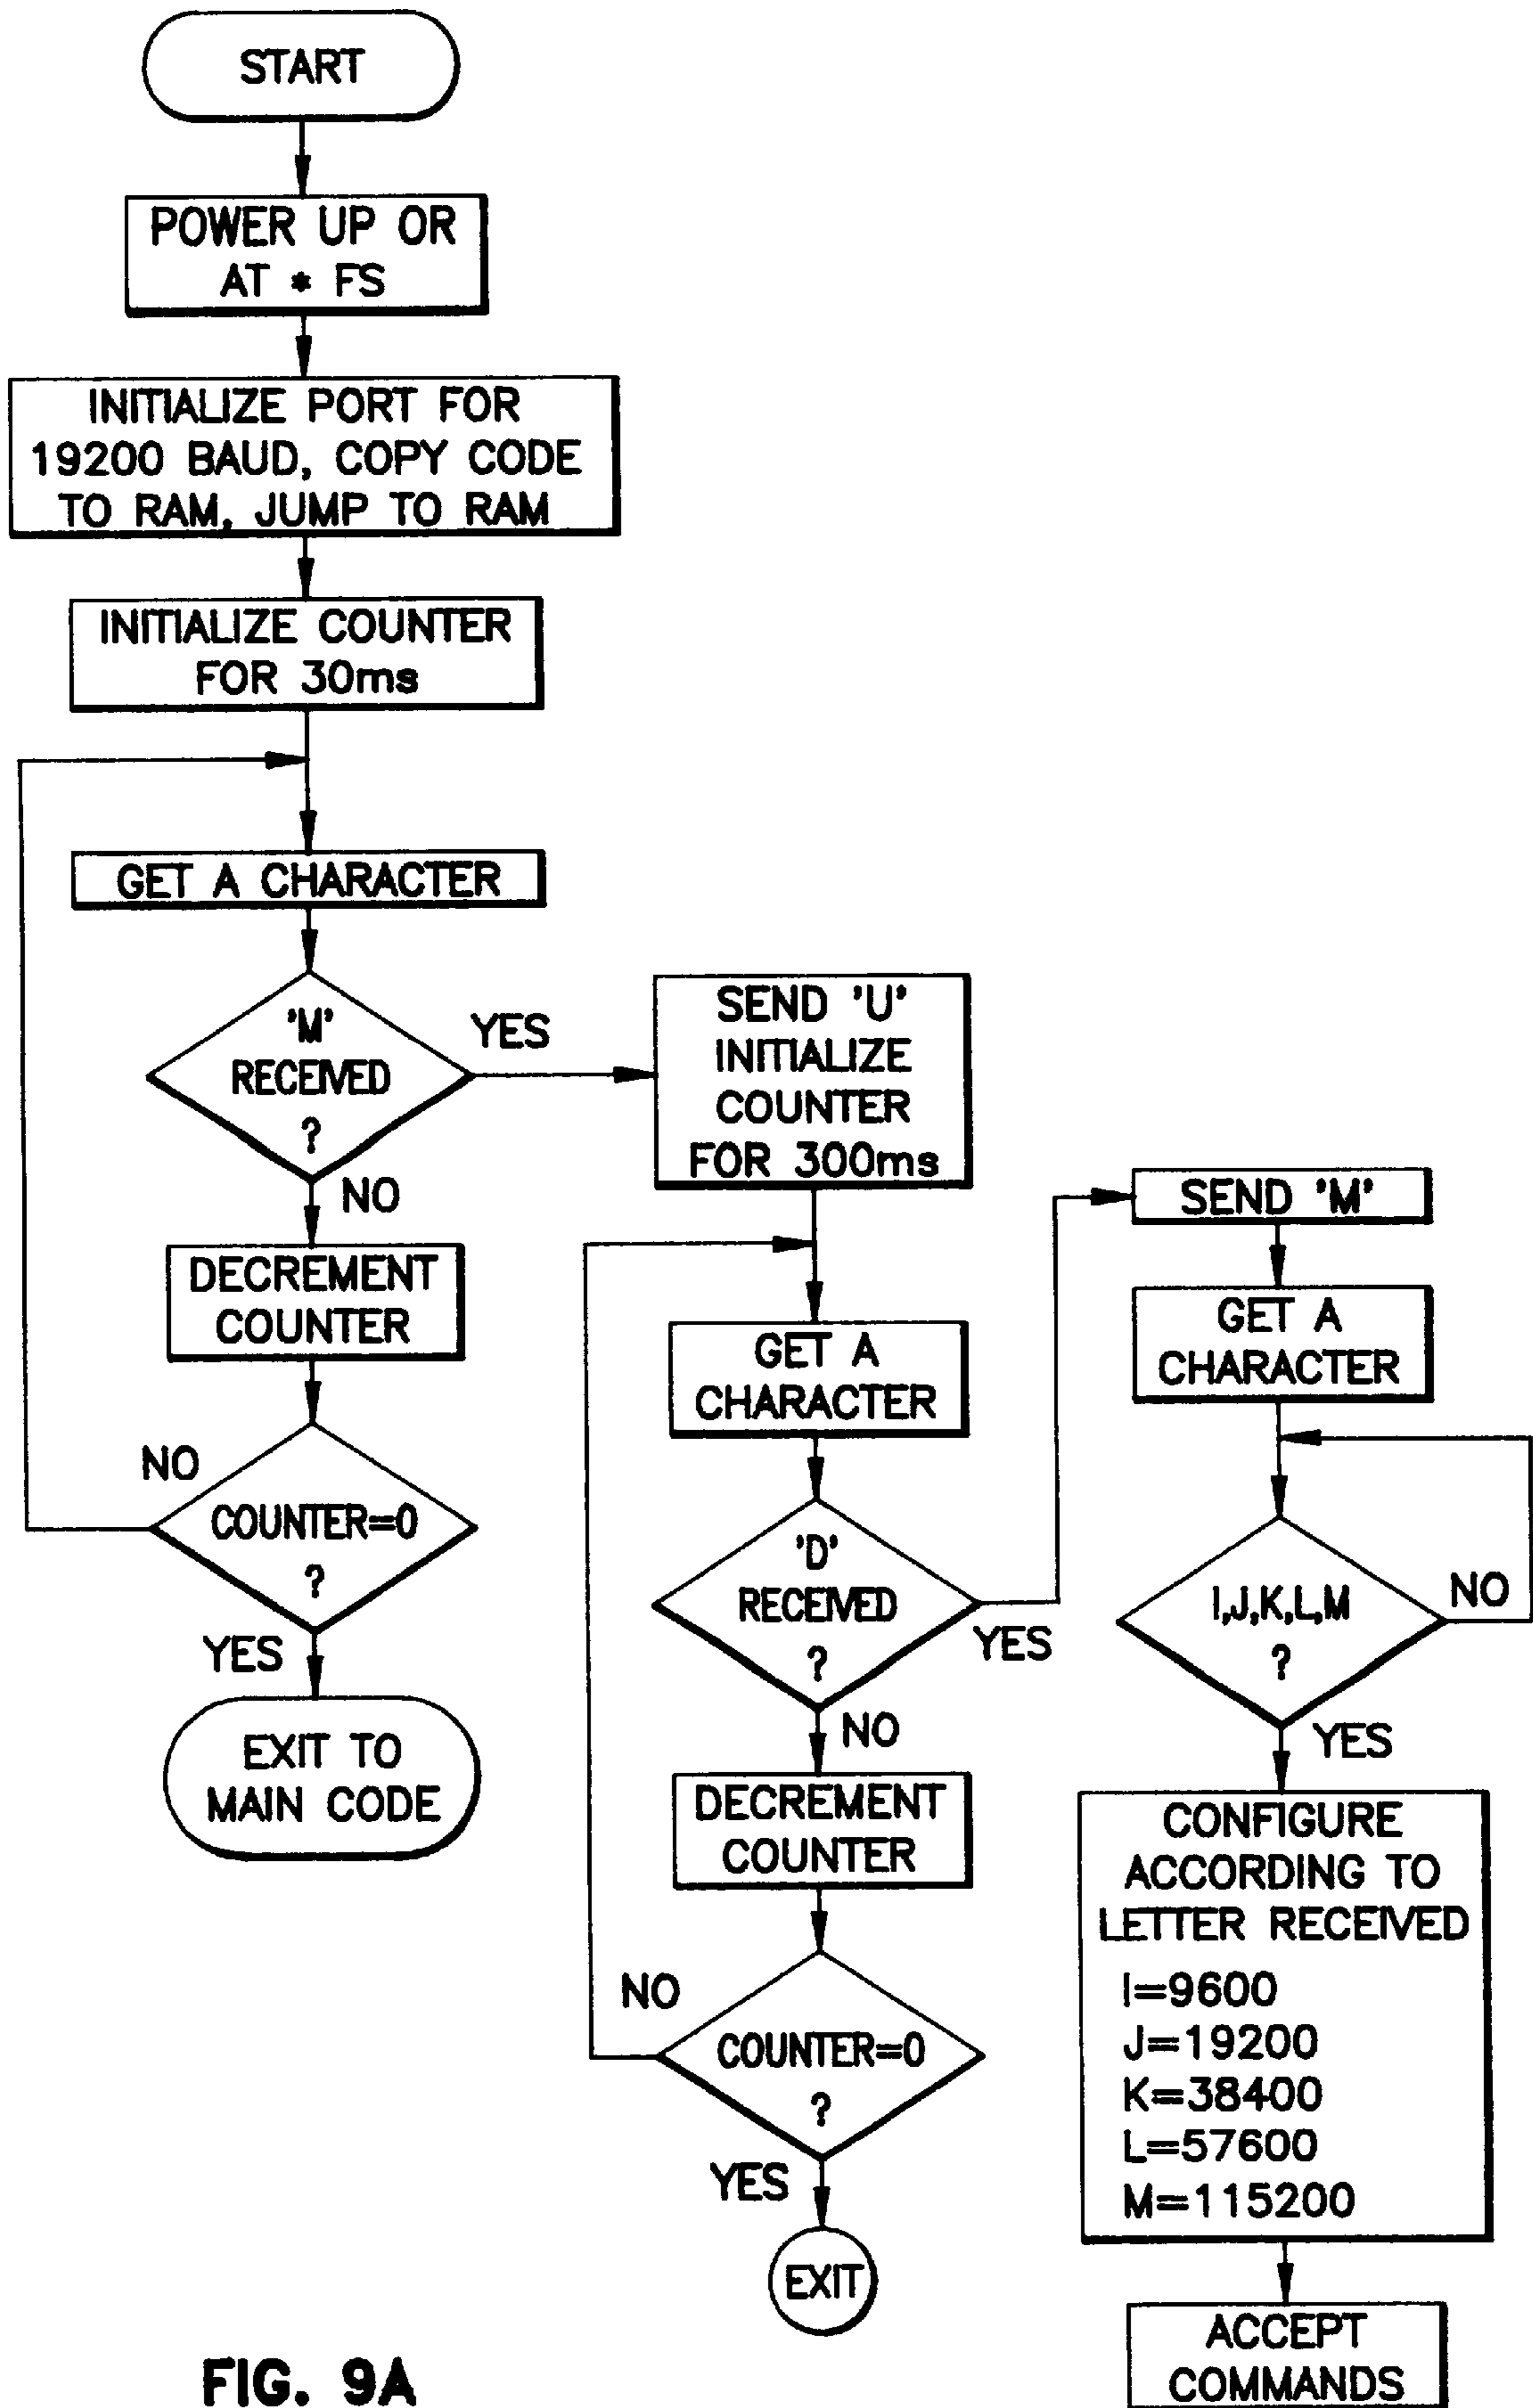 START
POWER UP OR
AT * FS
INITIALIZE PORT FOR
19200 BAUD, COPY CODE
TO RAM, JUMP TO RAM
INITIALIZE COUNTER
FOR 30ms
GET A CHARACTER
'M'
RECEIVED
?
YES
NO
DECREMENT
COUNTER
NO
COUNTER=0
?
YES
EXIT TO
MAIN CODE
SEND 'U'
INITIALIZE
COUNTER
FOR 300ms
GET A
CHARACTER
'D'
RECEIVED
?
YES
NO
DECREMENT
COUNTER
NO
COUNTER=0
?
YES
EXIT
SEND 'M'
GET A
CHARACTER
I,J,K,L,M
?
NO
YES
CONFIGURE
ACCORDING TO
LETTER RECEIVED
I=9600
J=19200
K=38400
L=57600
M=115200
ACCEPT
COMMANDS
FIG. 9A